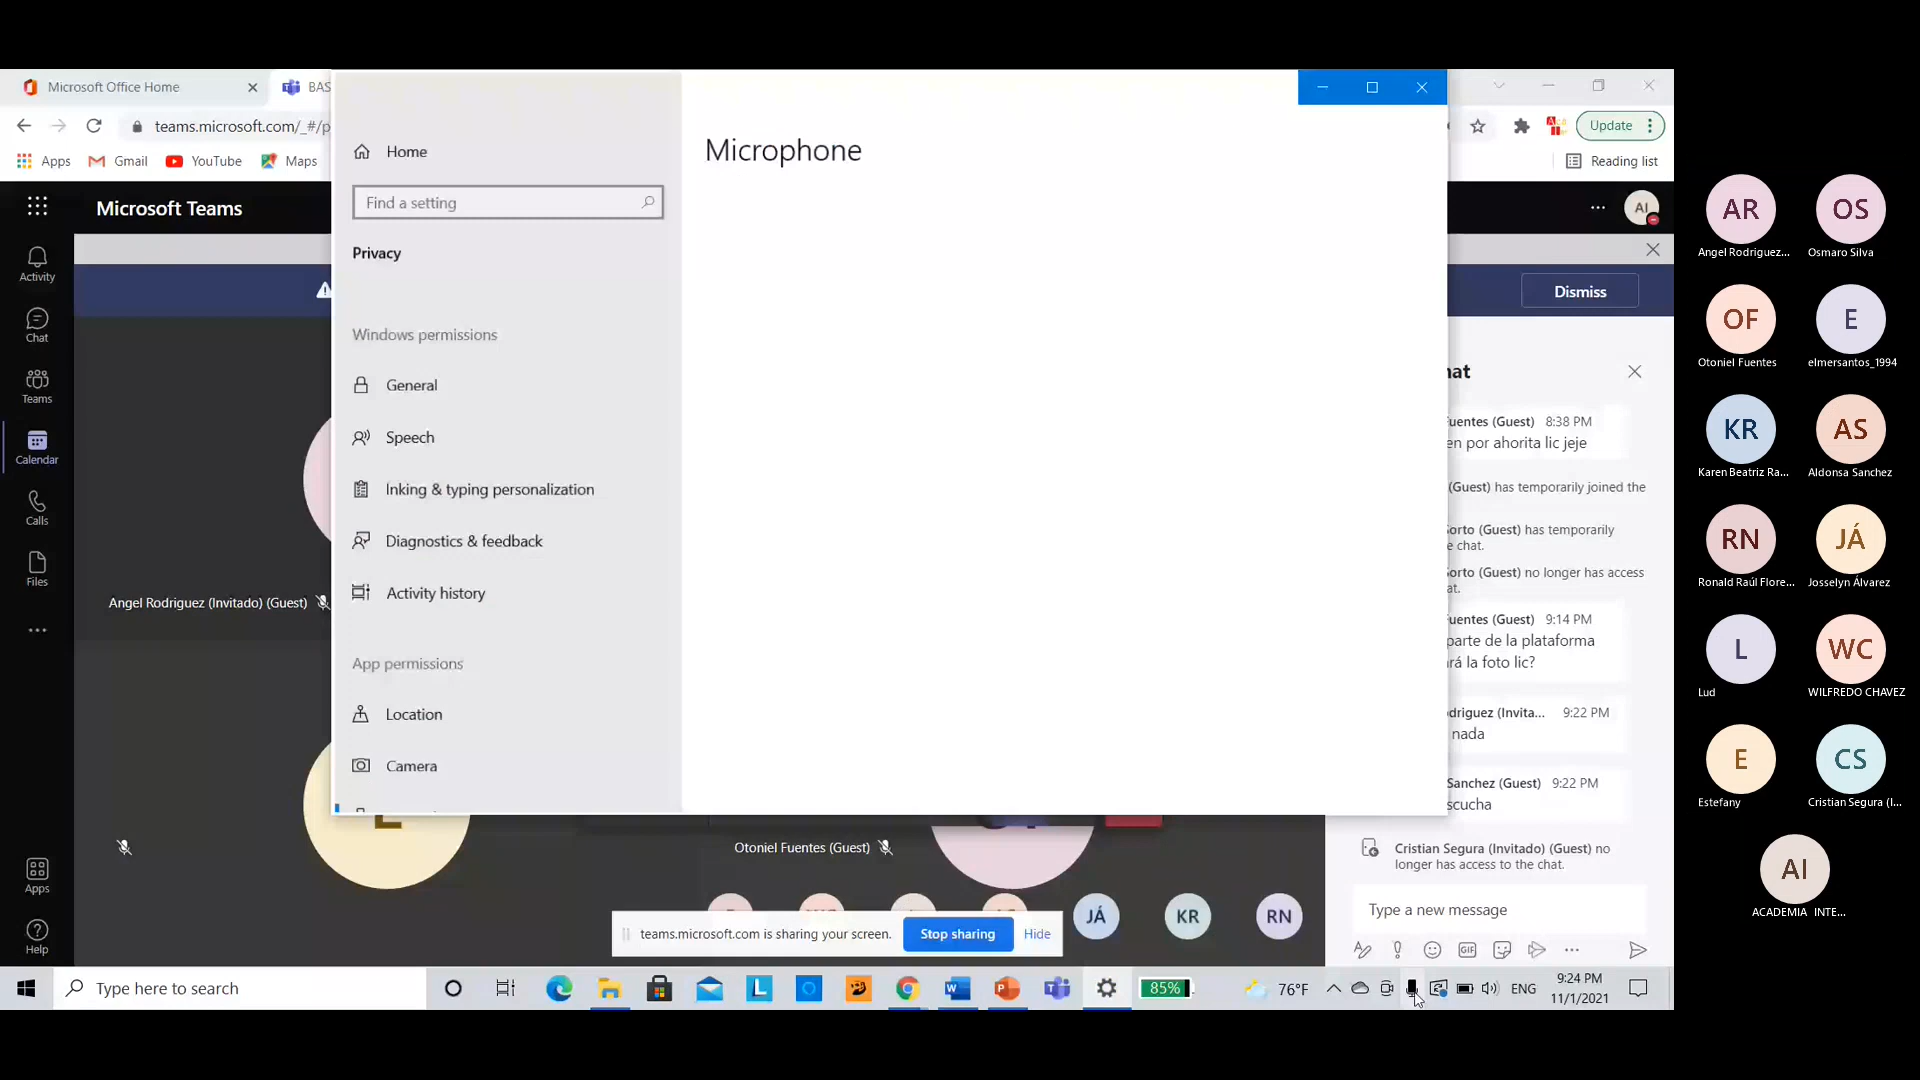 Microsoft Office Home
BAS
teams.microsoft.com/_#/p
Update
Apps
Gmail
YouTube
Maps
Reading list
Microsoft Teams
AI
Activity
Chat
Teams
Calendar
Calls
Files
Apps
Help
Home
Find a setting
Privacy
Windows permissions
General
Speech
Inking & typing personalization
Diagnostics & feedback
Activity history
App permissions
Location
Camera
Microphone
Dismiss
hat
uentes (Guest) 8:38 PM
en por ahorita lic jeje
(Guest) has temporarily joined the
Sorto (Guest) has temporarily
e chat.
Sorto (Guest) no longer has access
at.
uentes (Guest) 9:14 PM
parte de la plataforma
rá la foto lic?
driguez (Invita... 9:22 PM
nada
Sanchez (Guest) 9:22 PM
scucha
Cristian Segura (Invitado) (Guest) no
longer has access to the chat.
Type a new message
GIF
Angel Rodriguez (Invitado) (Guest)
Otoniel Fuentes (Guest)
JÁ
KR
RN
teams.microsoft.com is sharing your screen.
Stop sharing
Hide
Type here to search
85%
76°F
ENG
9:24 PM
11/1/2021
AR
Angel Rodriguez...
OS
Osmaro Silva
OF
Otoniel Fuentes
E
elmersantos_1994
KR
Karen Beatriz Ra...
AS
Aldonsa Sanchez
RN
Ronald Raúl Flore...
JÁ
Josselyn Álvarez
L
Lud
WC
WILFREDO CHAVEZ
E
Estefany
CS
Cristian Segura (I...
AI
ACADEMIA INTE...